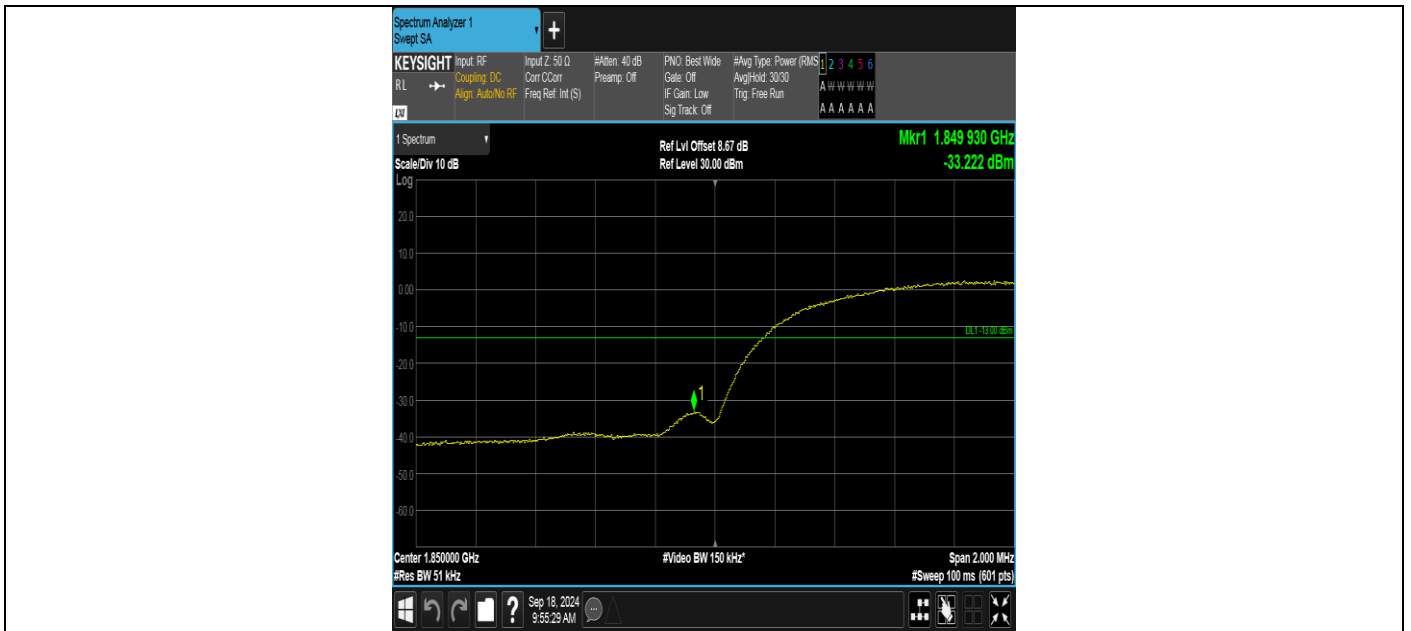 Spectrum Analyzer 1
Swept SA
+
KEYSIGHT
RL
LXI
Input: RF
Coupling: DC
Align: Auto/No RF
Input Z: 50 Ω
Corr CCorr
Freq Ref: Int (S)
#Atten: 40 dB
Preamp: Off
PNO: Best Wide
Gate: Off
IF Gain: Low
Sig Track: Off
#Avg Type: Power (RMS
Avg|Hold: 30/30
Trig: Free Run
1 2 3 4 5 6
A W W W W W
A A A A A A
1 Spectrum
Scale/Div 10 dB
Log
Ref Lvl Offset 8.67 dB
Ref Level 30.00 dBm
Mkr1 1.849 930 GHz
-33.222 dBm
20.0
10.0
0.00
-10.0
DL1 -13.00 dBm
-20.0
-30.0
1
-40.0
-50.0
-60.0
Center 1.850000 GHz
#Video BW 150 kHz*
Span 2.000 MHz
#Res BW 51 kHz
#Sweep 100 ms (601 pts)
?
Sep 18, 2024
9:55:29 AM